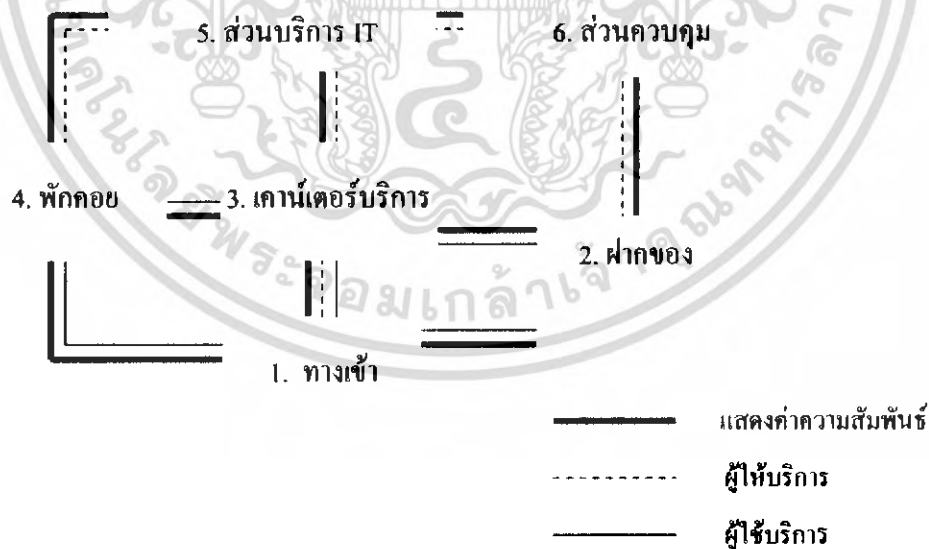 5. ส่วนบริการ IT
6. ส่วนควบคุม
4. พักคอย
3. เคาน์เตอร์บริการ
2. ฝากของ
1. ทางเข้า
แสดงค่าความสัมพันธ์
ผู้ให้บริการ
ผู้ใช้บริการ